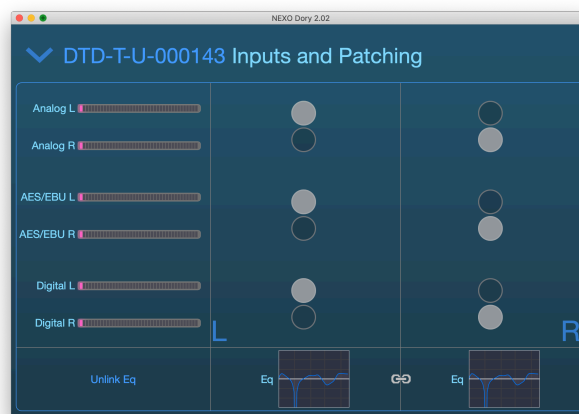 NEXO Dory 2.02
DTD-T-U-000143 Inputs and Patching
Analog L
Analog R
AES/EBU L
AES/EBU R
Digital L
Digital R
L
R
Unlink Eq
Eq
Eq